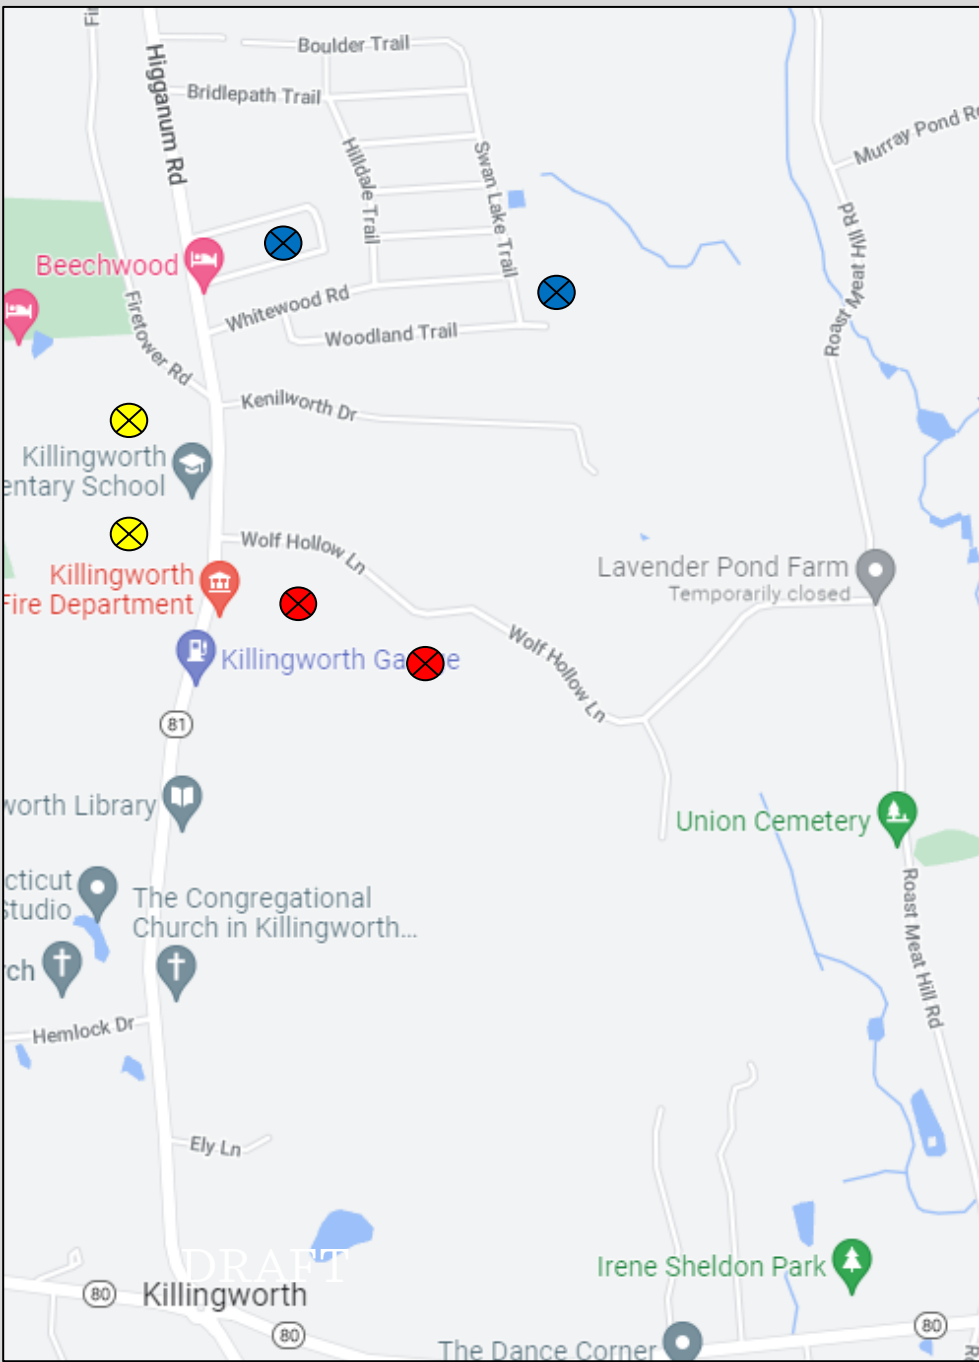 Fi
Higganum Rd
Boulder Trail
Bridlepath Trail
Hilldale Trail
Swan Lake Trail
Murray Pond R
Roast Meat Hill Rd
Beechwood
Firetower Rd
Whitewood Rd
Woodland Trail
Kenilworth Dr
Killingworth
entary School
Wolf Hollow Ln
Killingworth
Fire Department
Lavender Pond Farm
Temporarily closed
Killingworth Ga e
Wolf Hollow Ln
81
worth Library
Union Cemetery
cticut
Studio
The Congregational
Church in Killingworth...
rch
Roast Meat Hill Rd
Hemlock Dr
Ely Ln
DRAFT
Irene Sheldon Park
80
Killingworth
80
80
The Dance Corner